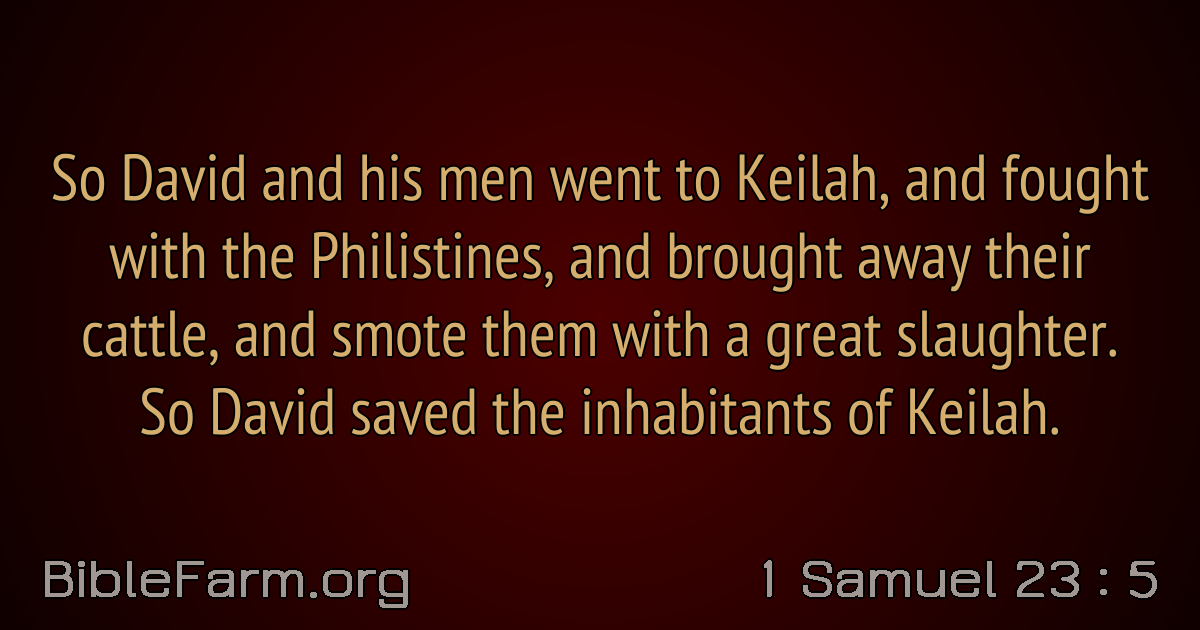 So David and his men went to Keilah, and fought
with the Philistines, and brought away their
cattle, and smote them with a great slaughter.
So David saved the inhabitants of Keilah.
BibleFarm.org
1 Samuel 23 : 5